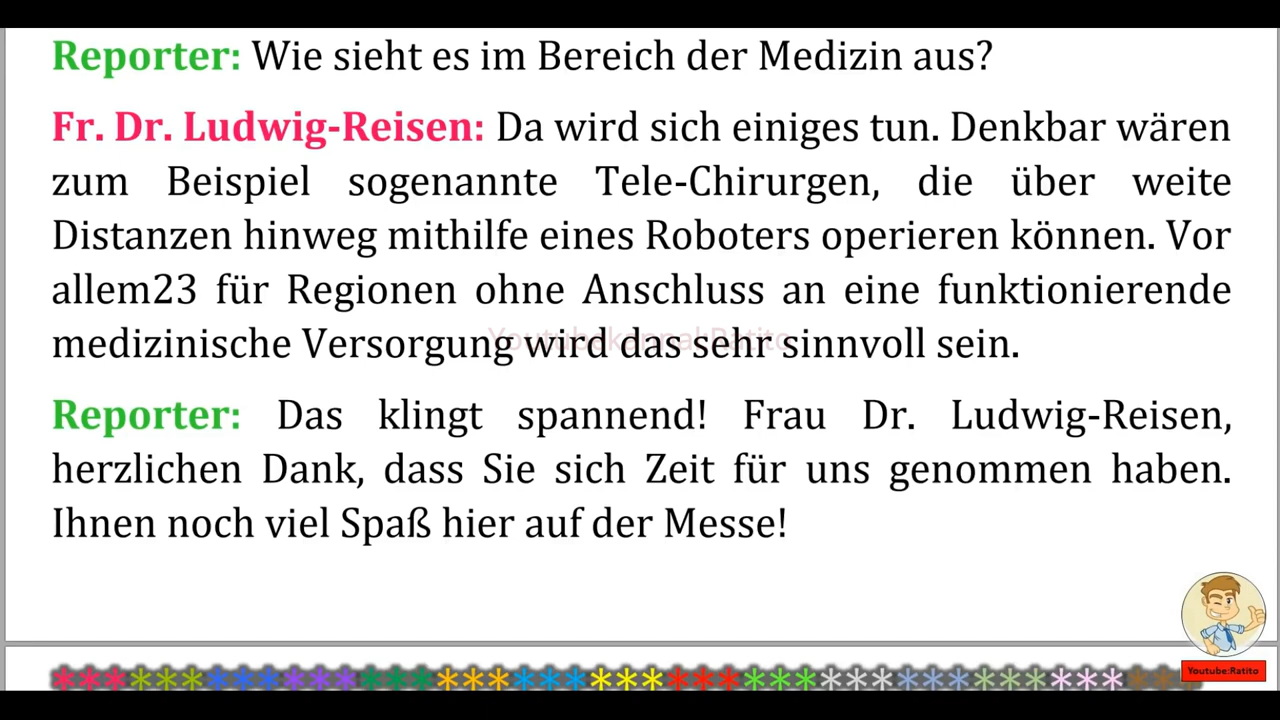 Reporter: Wie sieht es im Bereich der Medizin aus?
Fr. Dr. Ludwig-Reisen: Da wird sich einiges tun. Denkbar wären
zum Beispiel sogenannte Tele-Chirurgen, die über weite
Distanzen hinweg mithilfe eines Roboters operieren können. Vor
allem23 für Regionen ohne Anschluss an eine funktionierende
medizinische Versorgung wird das sehr sinnvoll sein.
Youtubekannal:Ratito
Reporter: Das klingt spannend! Frau Dr. Ludwig-Reisen,
herzlichen Dank, dass Sie sich Zeit für uns genommen haben.
Ihnen noch viel Spaß hier auf der Messe!
Youtube:Ratito